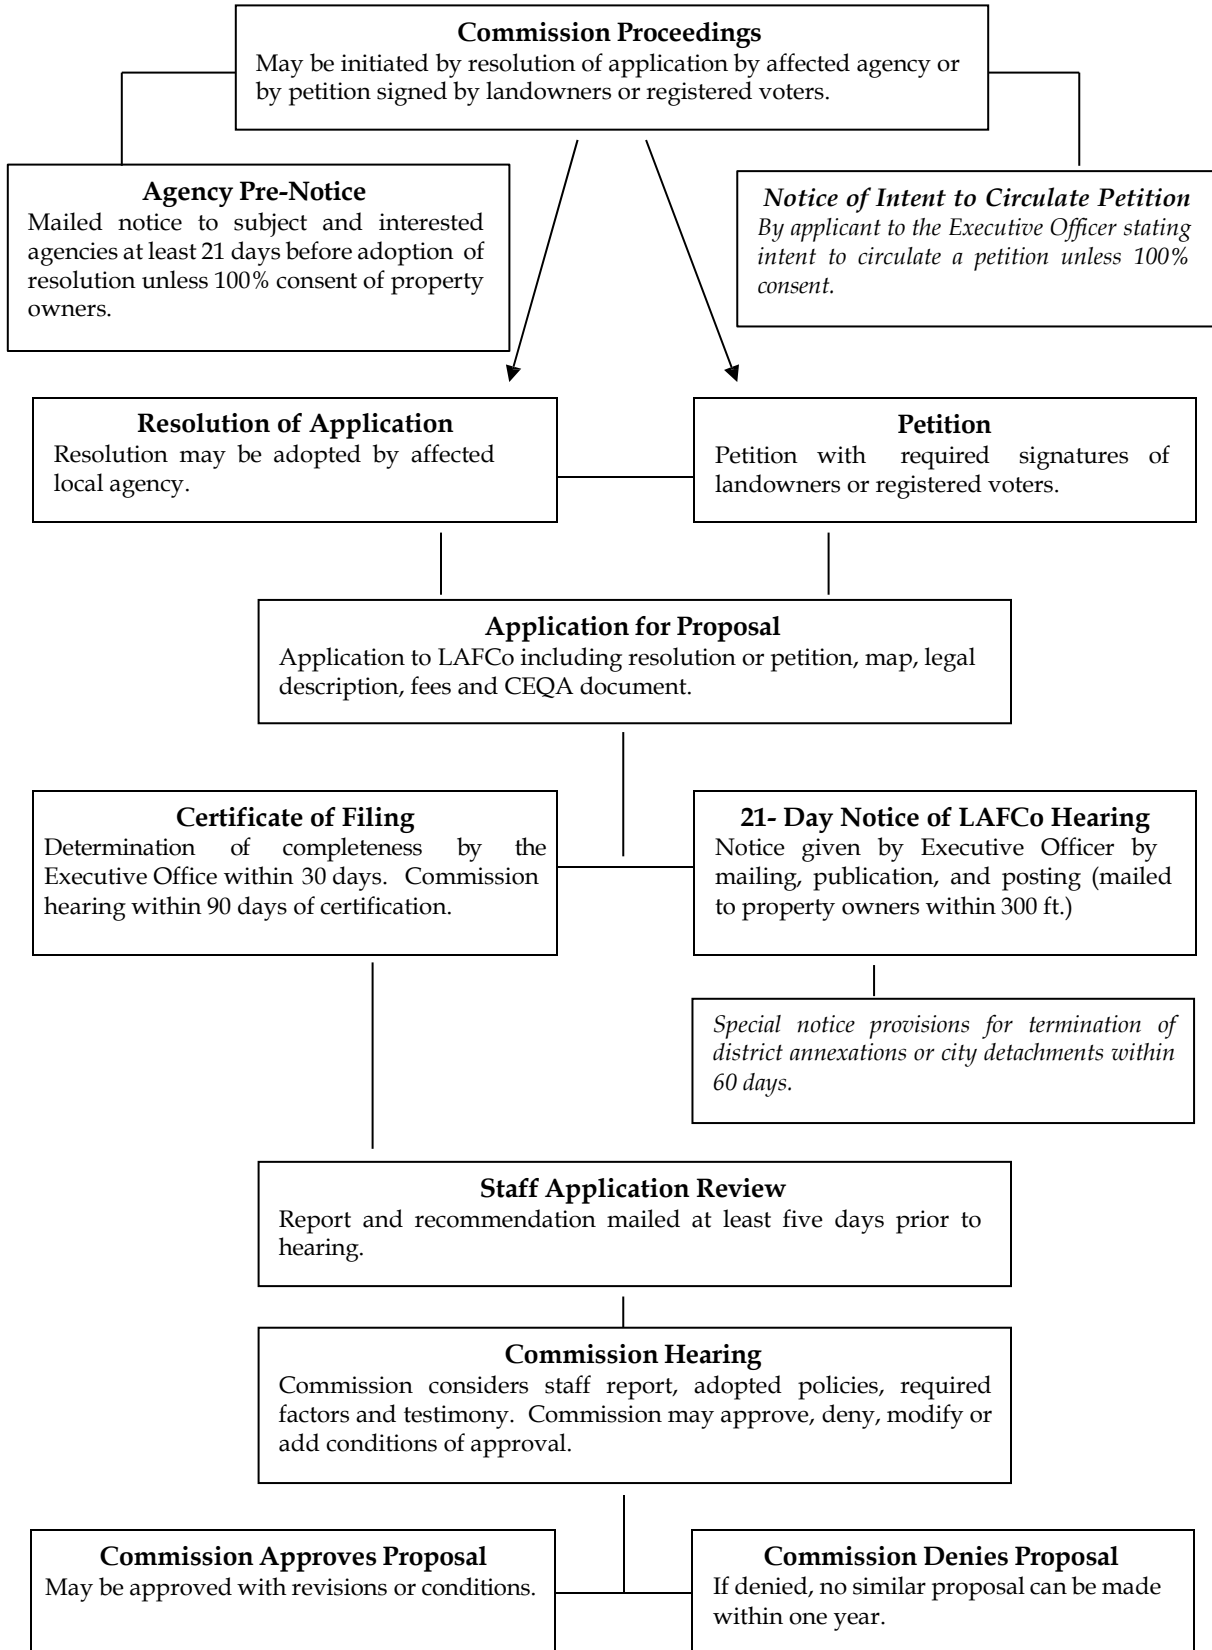 Commission Proceedings
May be initiated by resolution of application by affected agency or
by petition signed by landowners or registered voters.
Agency Pre-Notice
Mailed notice to subject and interested
agencies at least 21 days before adoption of
resolution unless 100% consent of property
owners.
Notice of Intent to Circulate Petition
By applicant to the Executive Officer stating
intent to circulate a petition unless 100%
consent.
Resolution of Application
Resolution may be adopted by affected
local agency.
Petition
Petition with required signatures of
landowners or registered voters.
Application for Proposal
Application to LAFCo including resolution or petition, map, legal
description, fees and CEQA document.
Certificate of Filing
Determination of completeness by the
Executive Office within 30 days. Commission
hearing within 90 days of certification.
21- Day Notice of LAFCo Hearing
Notice given by Executive Officer by
mailing, publication, and posting (mailed
to property owners within 300 ft.)
Special notice provisions for termination of
district annexations or city detachments within
60 days.
Staff Application Review
Report and recommendation mailed at least five days prior to
hearing.
Commission Hearing
Commission considers staff report, adopted policies, required
factors and testimony. Commission may approve, deny, modify or
add conditions of approval.
Commission Approves Proposal
May be approved with revisions or conditions.
Commission Denies Proposal
If denied, no similar proposal can be made
within one year.